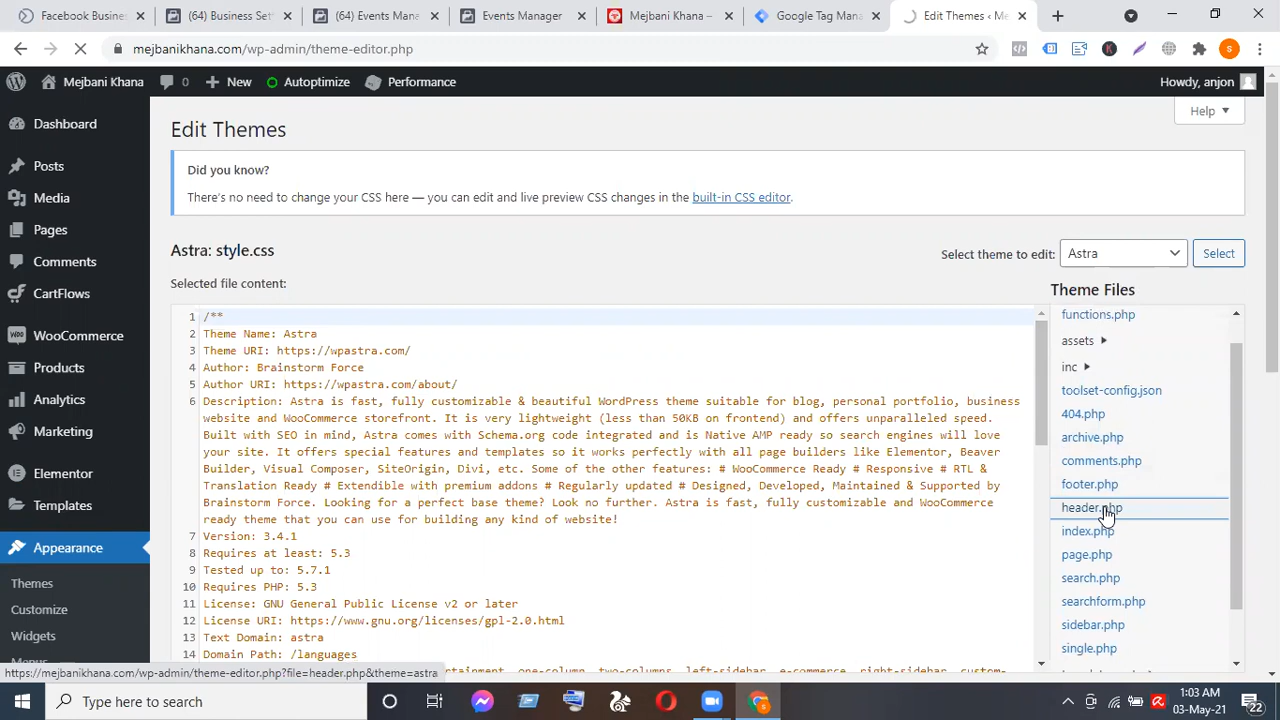 Facebook Busines
(64) Business Sett
(64) Events Mana
Events Manager
Mejbani Khana –
Google Tag Mana
Edit Themes ‹ Me
mejbanikhana.com/wp-admin/theme-editor.php
s
Mejbani Khana
0
New
Autoptimize
Performance
Howdy, anjon
Help
Dashboard
Posts
Media
Pages
Comments
CartFlows
WooCommerce
Products
Analytics
Marketing
Elementor
Templates
Appearance
Themes
Customize
Widgets
Menus
Edit Themes
Did you know?
There's no need to change your CSS here — you can edit and live preview CSS changes in the built-in CSS editor.
Astra: style.css
Select theme to edit: Astra Select
Selected file content:
1 /**
2 Theme Name: Astra
3 Theme URI: https://wpastra.com/
4 Author: Brainstorm Force
5 Author URI: https://wpastra.com/about/
6 Description: Astra is fast, fully customizable & beautiful WordPress theme suitable for blog, personal portfolio, business
website and WooCommerce storefront. It is very lightweight (less than 50KB on frontend) and offers unparalleled speed.
Built with SEO in mind, Astra comes with Schema.org code integrated and is Native AMP ready so search engines will love
your site. It offers special features and templates so it works perfectly with all page builders like Elementor, Beaver
Builder, Visual Composer, SiteOrigin, Divi, etc. Some of the other features: # WooCommerce Ready # Responsive # RTL &
Translation Ready # Extendible with premium addons # Regularly updated # Designed, Developed, Maintained & Supported by
Brainstorm Force. Looking for a perfect base theme? Look no further. Astra is fast, fully customizable and WooCommerce
ready theme that you can use for building any kind of website!
7 Version: 3.4.1
8 Requires at least: 5.3
9 Tested up to: 5.7.1
10 Requires PHP: 5.3
11 License: GNU General Public License v2 or later
12 License URI: https://www.gnu.org/licenses/gpl-2.0.html
13 Text Domain: astra
14 Domain Path: /languages
Theme Files
functions.php
assets
inc
toolset-config.json
404.php
archive.php
comments.php
footer.php
header.php
index.php
page.php
search.php
searchform.php
sidebar.php
single.php
https://mejbanikhana.com/wp-admin/theme-editor.php?file=header.php&theme=astra
Type here to search
1:03 AM
03-May-21
22